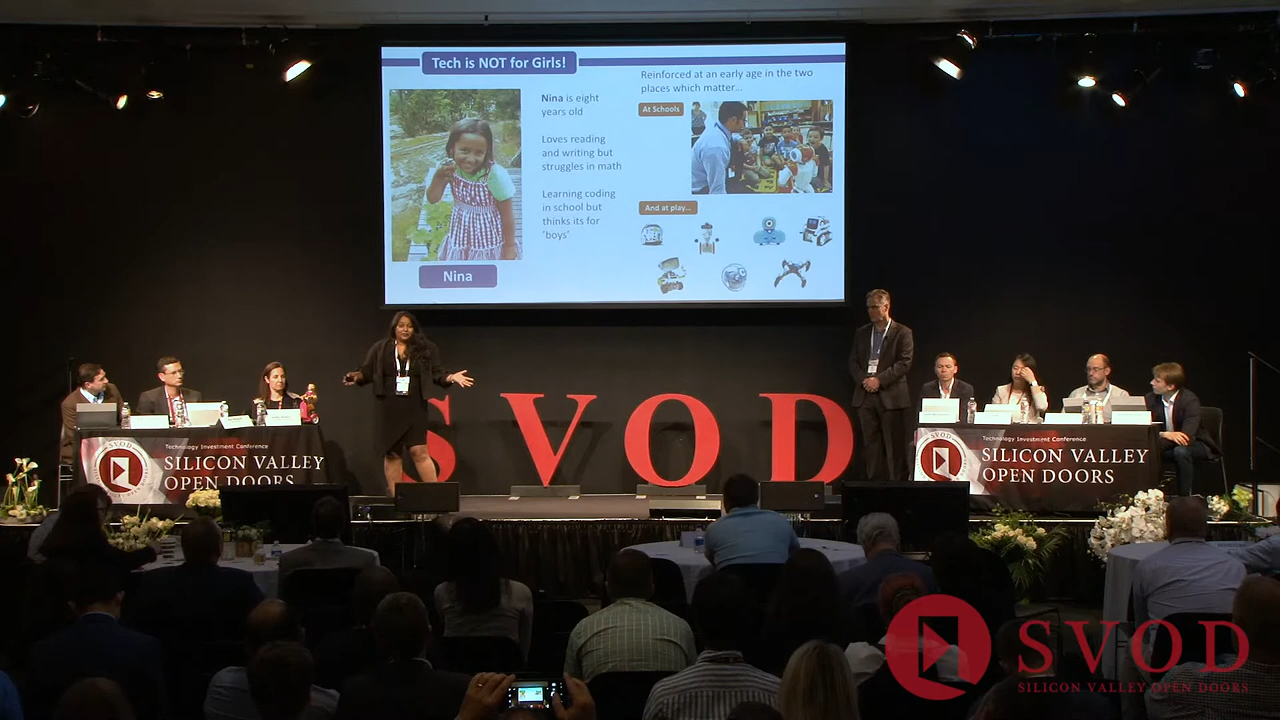 Tech is NOT for Girls!
Nina is eight
years old
Loves reading
and writing but
struggles in math
Learning coding
in school but
thinks its for
'boys'
Nina
Reinforced at an early age in the two
places which matter...
At Schools
And at play...
SVOD
SVOD
Technology Investment Conference
SILICON VALLEY
OPEN DOORS
SVOD
Technology Investment Conference
SILICON VALLEY
OPEN DOORS
SVOD
SILICON VALLEY OPEN DOORS